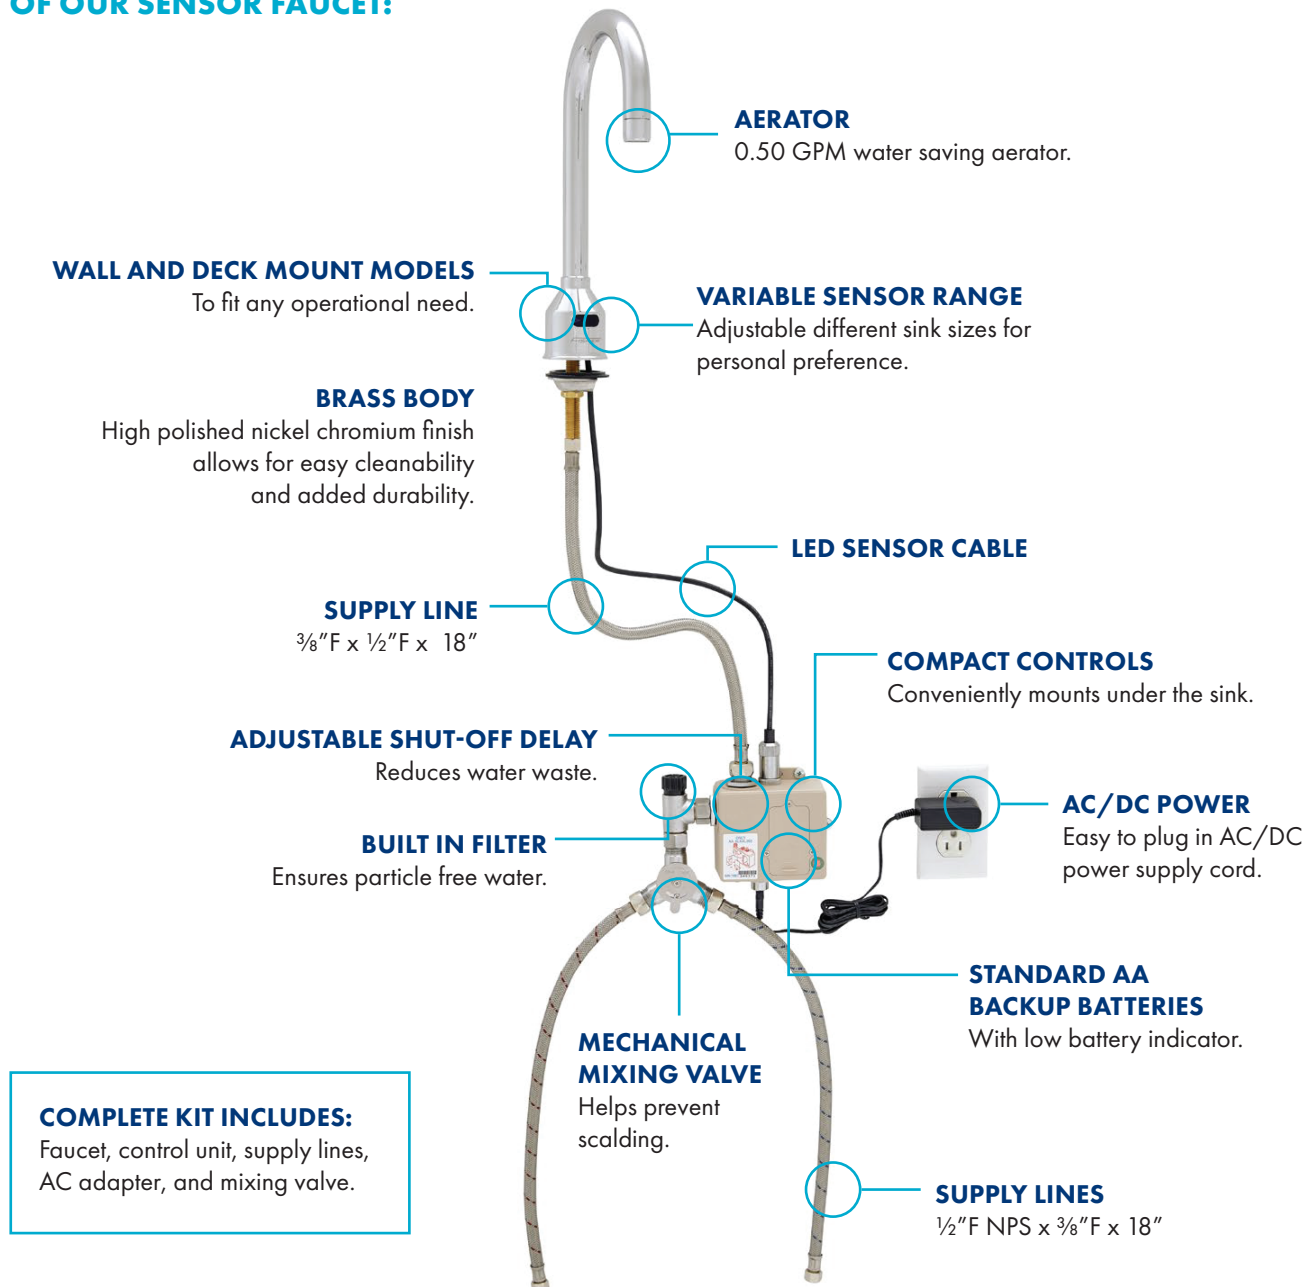 OF OUR SENSOR FAUCET:
AERATOR
0.50 GPM water saving aerator.
WALL AND DECK MOUNT MODELS
To fit any operational need.
VARIABLE SENSOR RANGE
Adjustable different sink sizes for
personal preference.
BRASS BODY
High polished nickel chromium finish
allows for easy cleanability
and added durability.
LED SENSOR CABLE
SUPPLY LINE
⅜”F x ½”F x 18”
COMPACT CONTROLS
Conveniently mounts under the sink.
ADJUSTABLE SHUT-OFF DELAY
Reduces water waste.
AC/DC POWER
Easy to plug in AC/DC
power supply cord.
BUILT IN FILTER
Ensures particle free water.
STANDARD AA
BACKUP BATTERIES
With low battery indicator.
MECHANICAL
MIXING VALVE
Helps prevent
scalding.
COMPLETE KIT INCLUDES:
Faucet, control unit, supply lines,
AC adapter, and mixing valve.
SUPPLY LINES
½”F NPS x ⅜”F x 18”